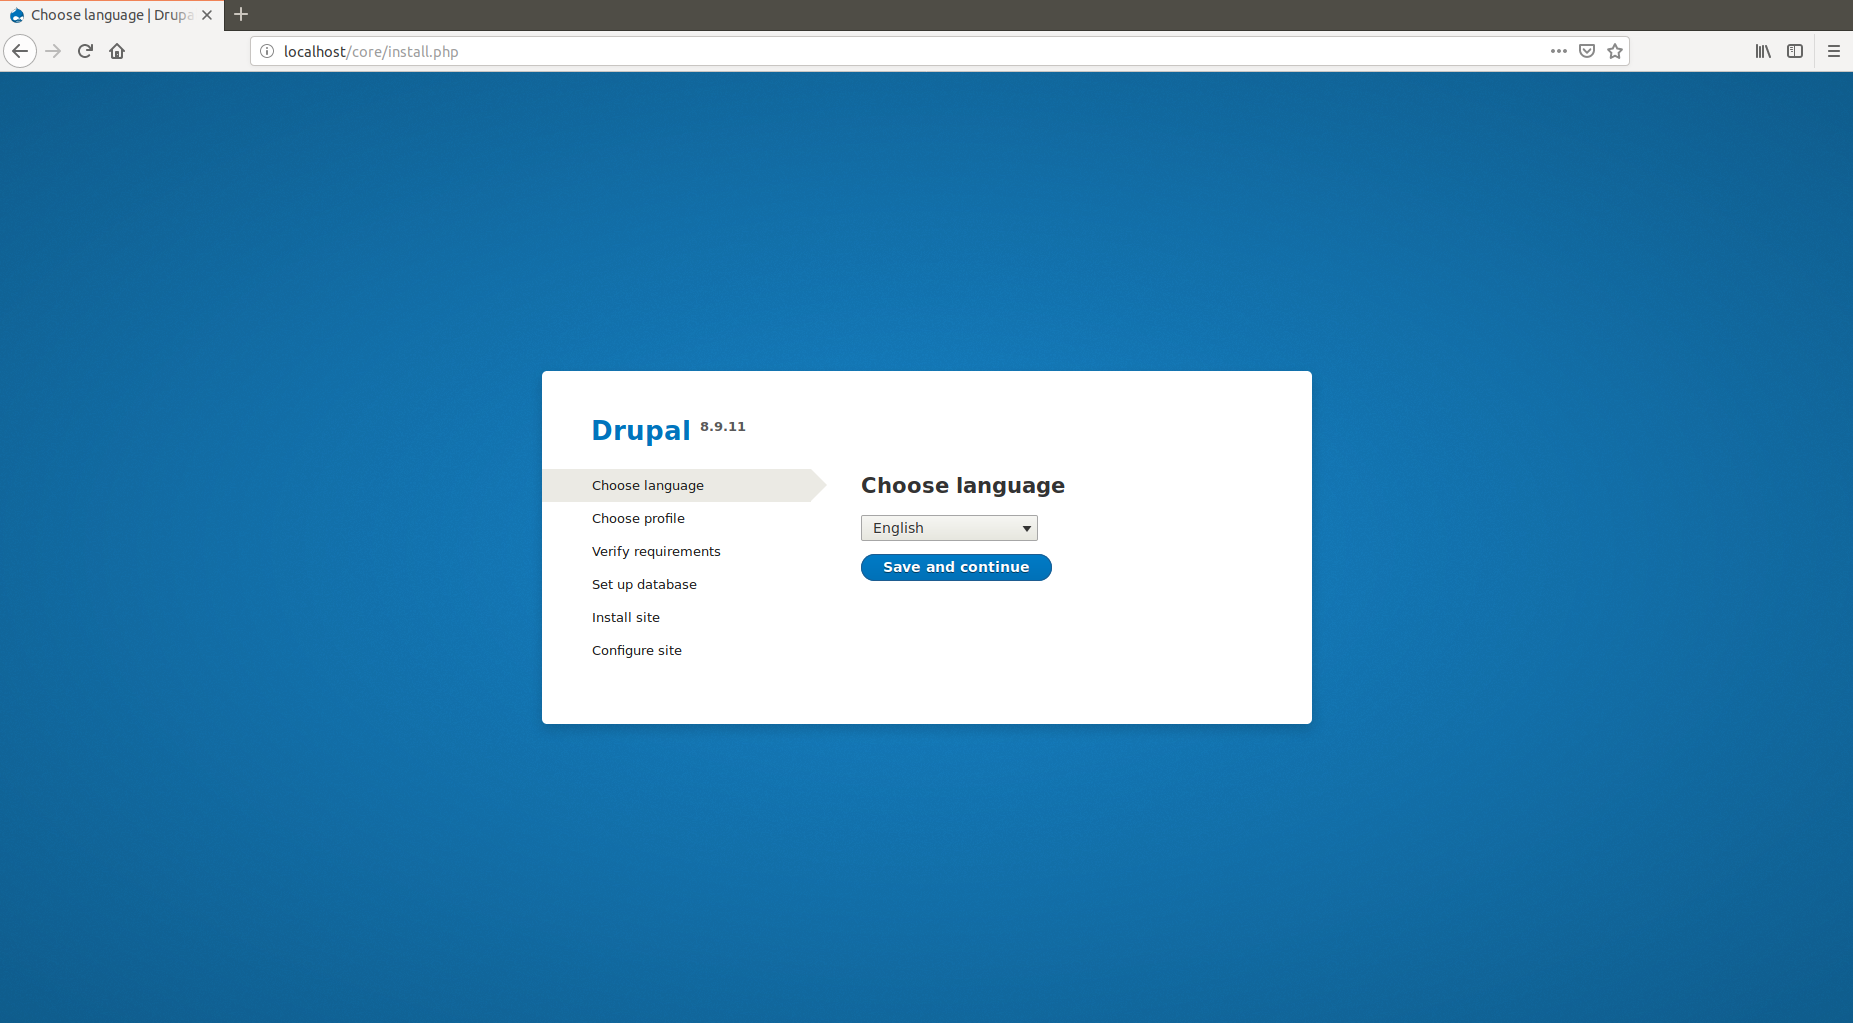 Choose language | Drupa
localhost/core/install.php
Drupal 8.9.11
Choose language
Choose profile
Verify requirements
Set up database
Install site
Configure site
Choose language
English
Save and continue